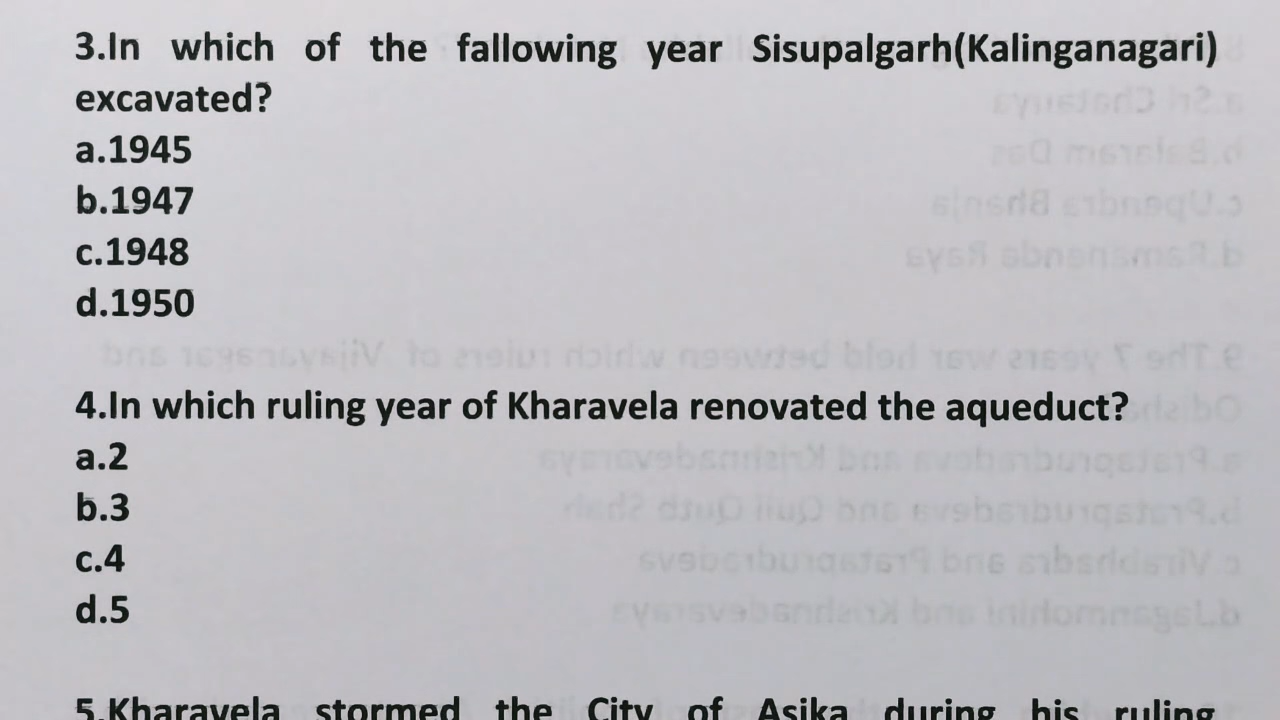 3.In which of the fallowing year Sisupalgarh(Kalinganagari)
excavated?
a.1945
b.1947
c.1948
d.1950
4.In which ruling year of Kharavela renovated the aqueduct?
a.2
b.3
c.4
d.5
5.Kharavela stormed the City of Asika during his ruling